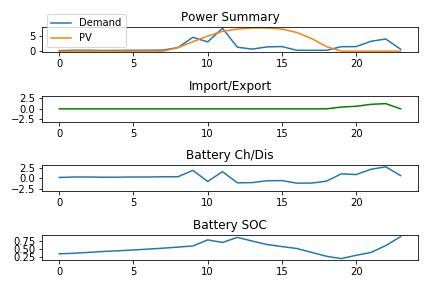 Power Summary
Demand
PV
5
0
0 5 10 15 20
Import/Export
2.5
0.0
−2.5
0 5 10 15 20
Battery Ch/Dis
2.5
0.0
−2.5
0 5 10 15 20
Battery SOC
0.75
0.50
0.25
0 5 10 15 20